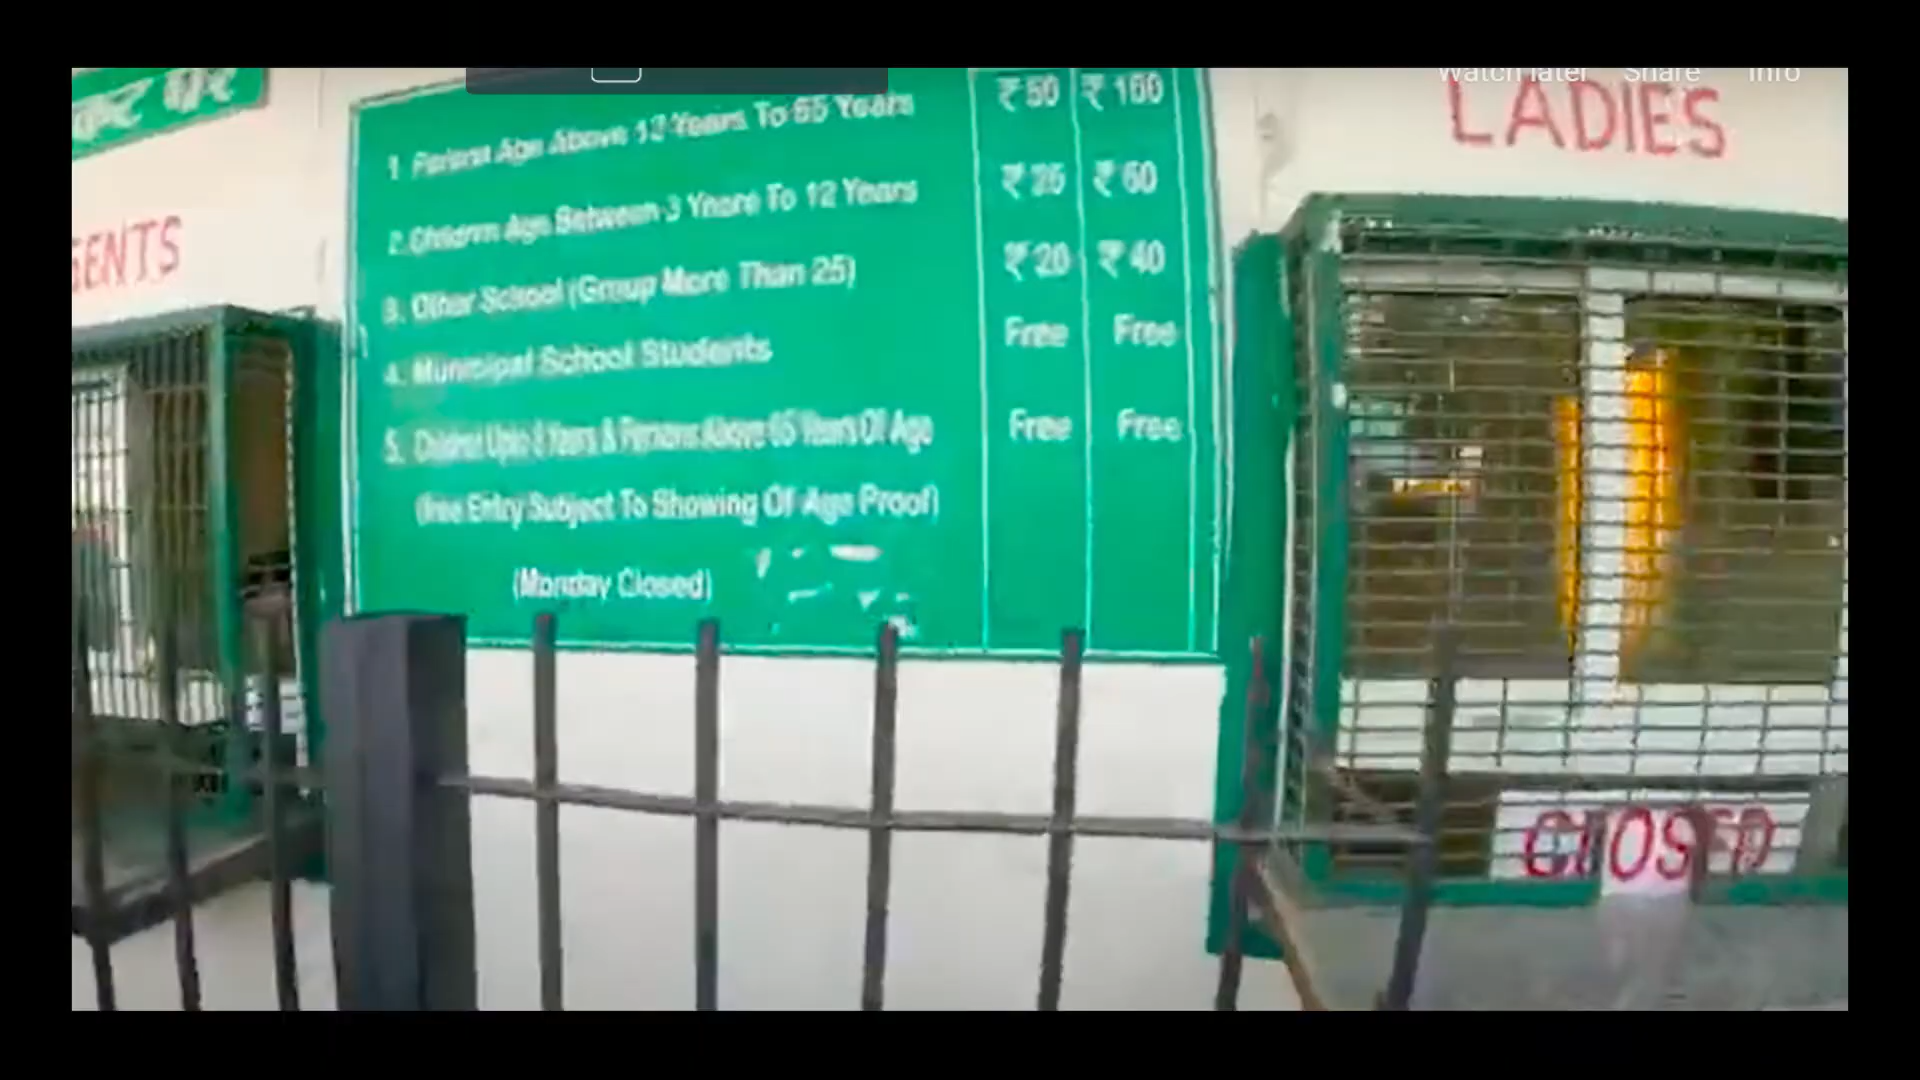 Watch later Share Info
घर
GENTS
LADIES
1. Person Age Above 12 Years To 65 Years ₹50 ₹100
2. Children Age Between 3 Years To 12 Years ₹25 ₹50
3. Other School (Group More Than 25) ₹20 ₹40
4. Municipal School Students Free Free
5. Children Upto 3 Years & Persons Above 65 Years Of Age Free Free
(free Entry Subject To Showing Of Age Proof)
(Monday Closed)
CLOSED